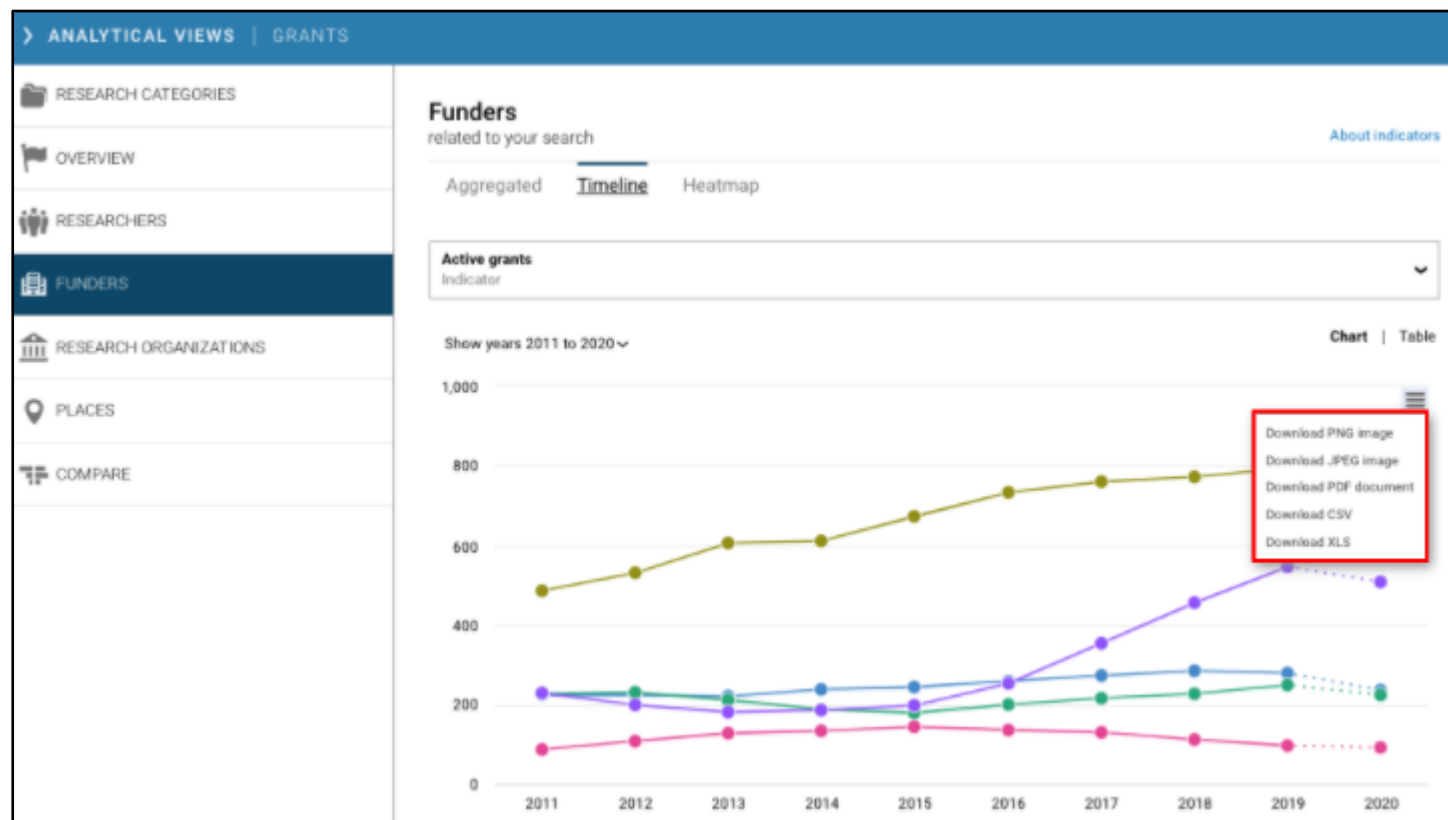 ANALYTICAL VIEWS | GRANTS
RESEARCH CATEGORIES
OVERVIEW
RESEARCHERS
FUNDERS
RESEARCH ORGANIZATIONS
PLACES
COMPARE
Funders
related to your search
About indicators
Aggregated Timeline Heatmap
Active grants
Indicator
Show years 2011 to 2020
Chart | Table
1,000
800
600
400
200
0
Download PNG image
Download JPEG image
Download PDF document
Download CSV
Download XLS
2011 2012 2013 2014 2015 2016 2017 2018 2019 2020